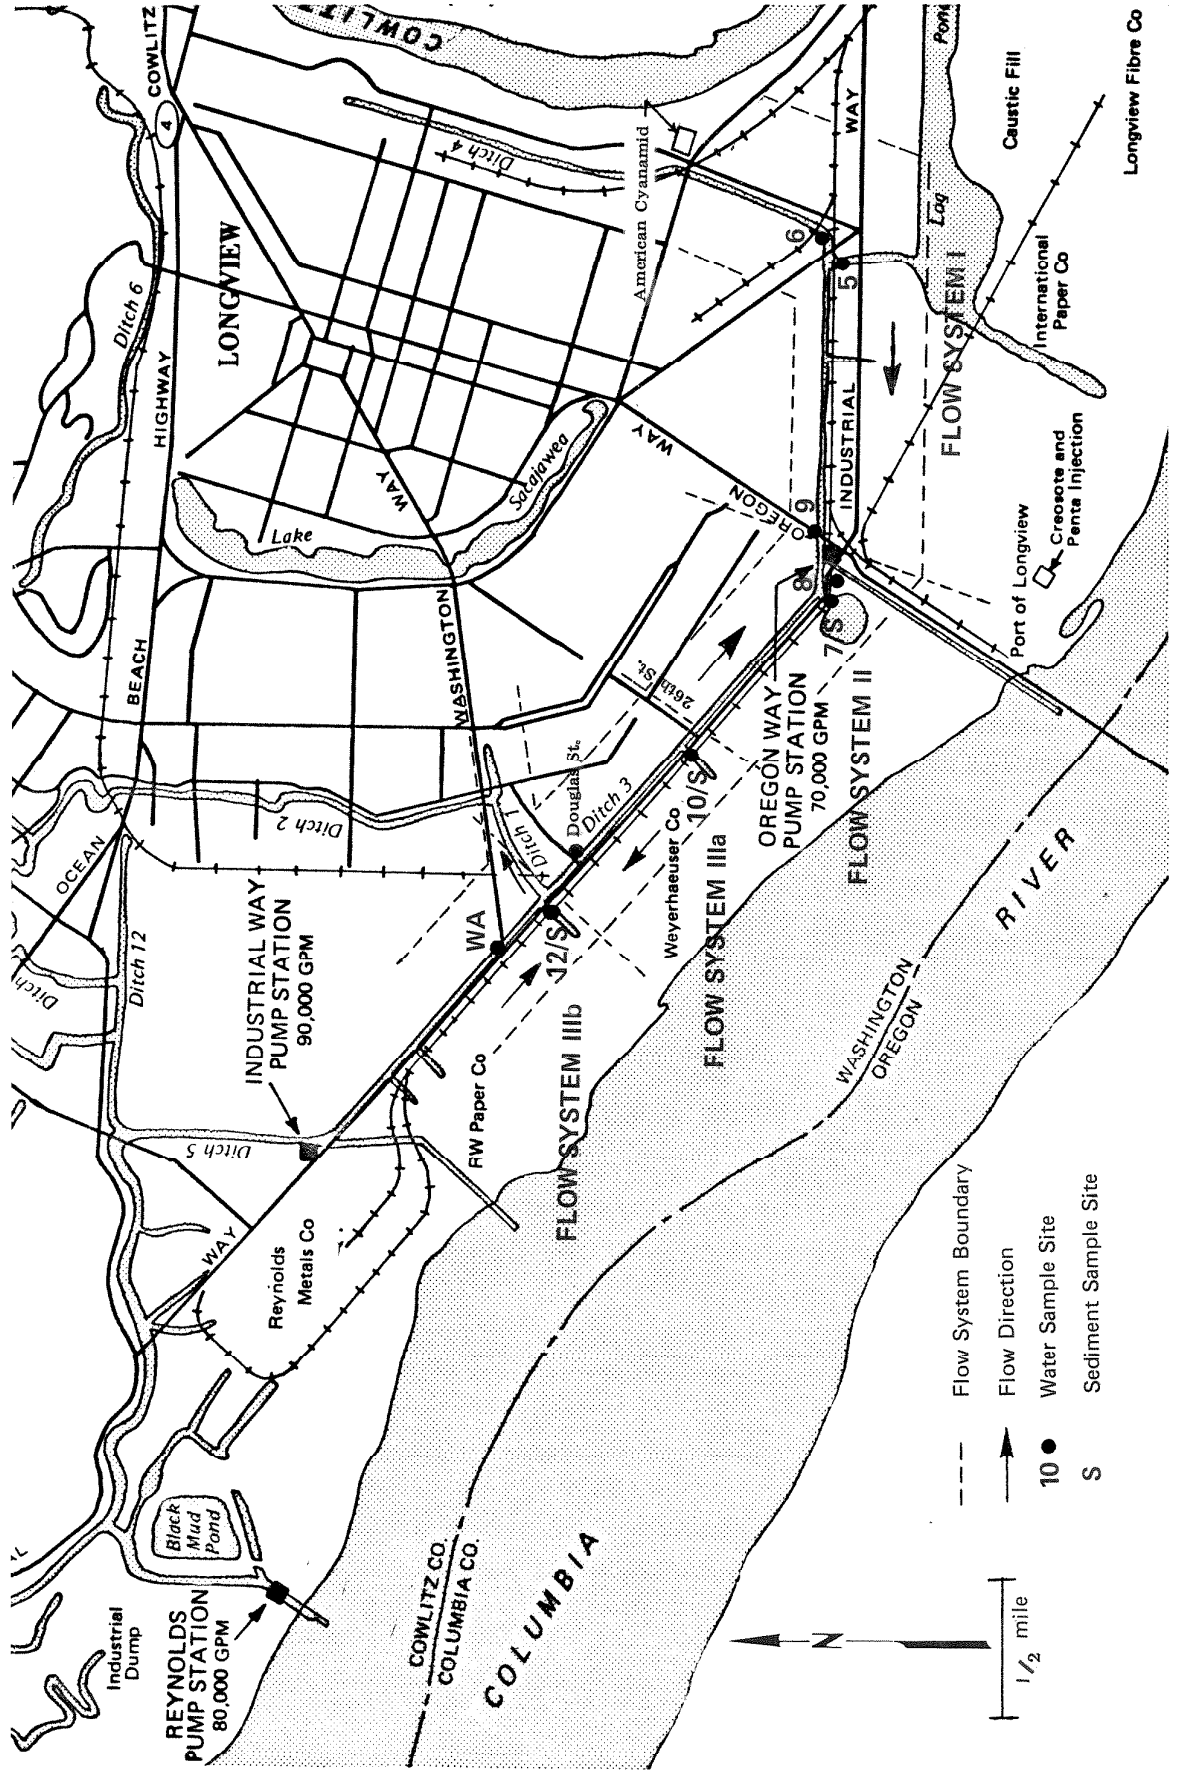 COWLITZ
COWLITZ
4
Ditch 6
HIGHWAY
LONGVIEW
Ditch 4
American Cyanamid
WAY
Pond
Caustic Fill
Longview Fibre Co
Lag
6
5
International
Paper Co
FLOW SYSTEM I
INDUSTRIAL
WAY
Lake
Sacajawea
WAY
OREGON
9
8
7/S
Port of Longview
Creosote and
Penta Injection
BEACH
WASHINGTON
26th St.
OREGON WAY
PUMP STATION
70,000 GPM
FLOW SYSTEM II
Douglas St.
Ditch 3
10/S
Ditch 2
Ditch 1
OCEAN
Weyerhaeuser Co
FLOW SYSTEM IIIa
INDUSTRIAL WAY
PUMP STATION
90,000 GPM
WA
12/S
Ditch 12
Ditch
RIVER
WASHINGTON
OREGON
FLOW SYSTEM IIIb
RW Paper Co
Ditch 5
WAY
Reynolds
Metals Co
Black
Mud
Pond
REYNOLDS
PUMP STATION
80,000 GPM
Industrial
Dump
COWLITZ CO.
COLUMBIA CO.
COLUMBIA
N
1/2 mile
Flow System Boundary
Flow Direction
10 Water Sample Site
S Sediment Sample Site